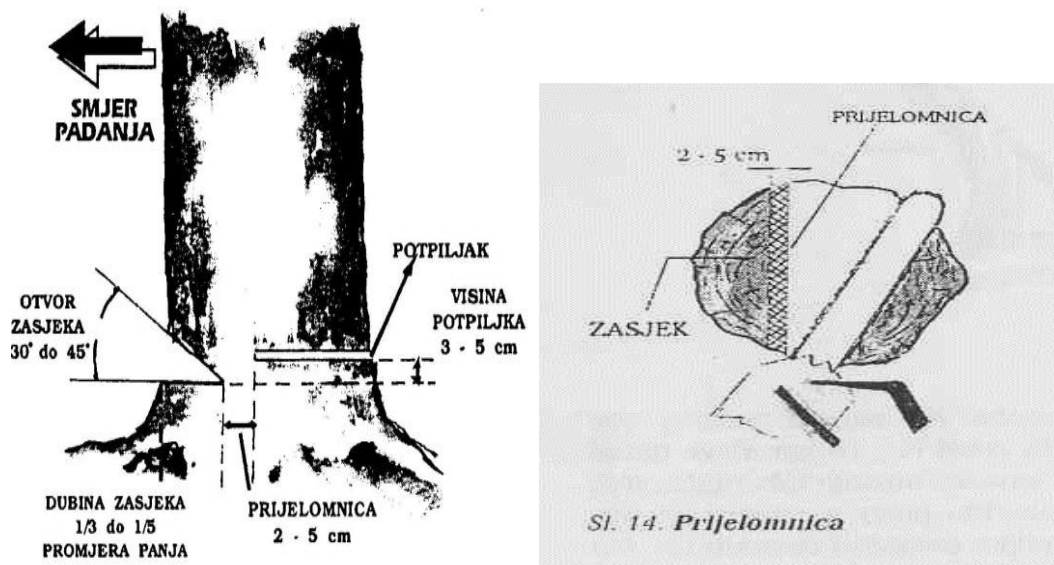 SMJER
PADANJA
OTVOR
ZASJEKA
30° do 45°
POTPILJAK
VISINA
POTPILJKA
3 - 5 cm
DUBINA ZASJEKA
1/3 do 1/5
PROMJERA PANJA
PRIJELOMNICA
2 - 5 cm
PRIJELOMNICA
2 - 5 cm
ZASJEK
Sl. 14. Prijelomnica